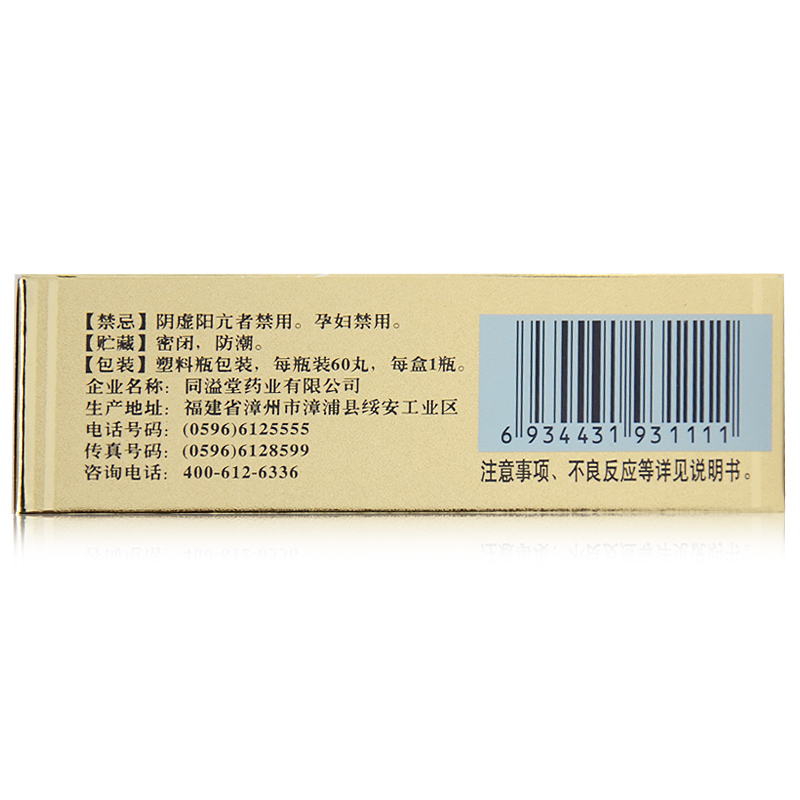 【禁忌】阴虚阳亢者禁用。孕妇禁用。
【贮藏】密闭，防潮。
【包装】塑料瓶包装，每瓶装60丸，每盒1瓶。
企业名称：同溢堂药业有限公司
生产地址：福建省漳州市漳浦县绥安工业区
电话号码：(0596)6125555
传真号码：(0596)6128599
咨询电话：400-612-6336
6 934431 931111
注意事项、不良反应等详见说明书。